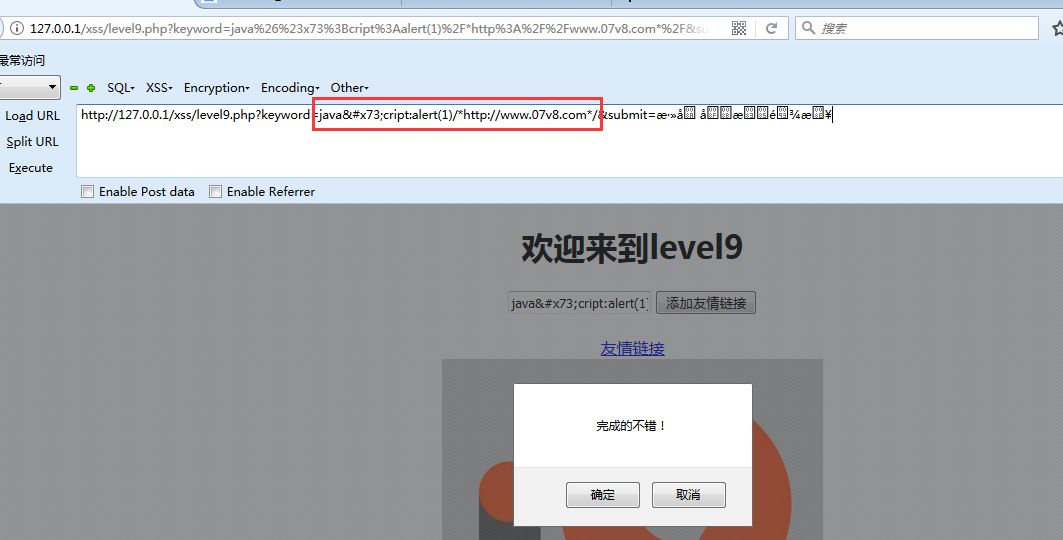 127.0.0.1/xss/level9.php?keyword=java%26%23x73%3Bcript%3Aalert(1)%2F*http%3A%2F%2Fwww.07v8.com*%2F&su
搜索
最常访问
SQL▾ XSS▾ Encryption▾ Encoding▾ Other▾
Load URL
http://127.0.0.1/xss/level9.php?keyword=java&#x73;cript:alert(1)/*http://www.07v8.com*/&submit=
Split URL
Execute
Enable Post data Enable Referrer
欢迎来到level9
java&#x73;cript:alert(1) 添加友情链接
友情链接
完成的不错！
确定 取消